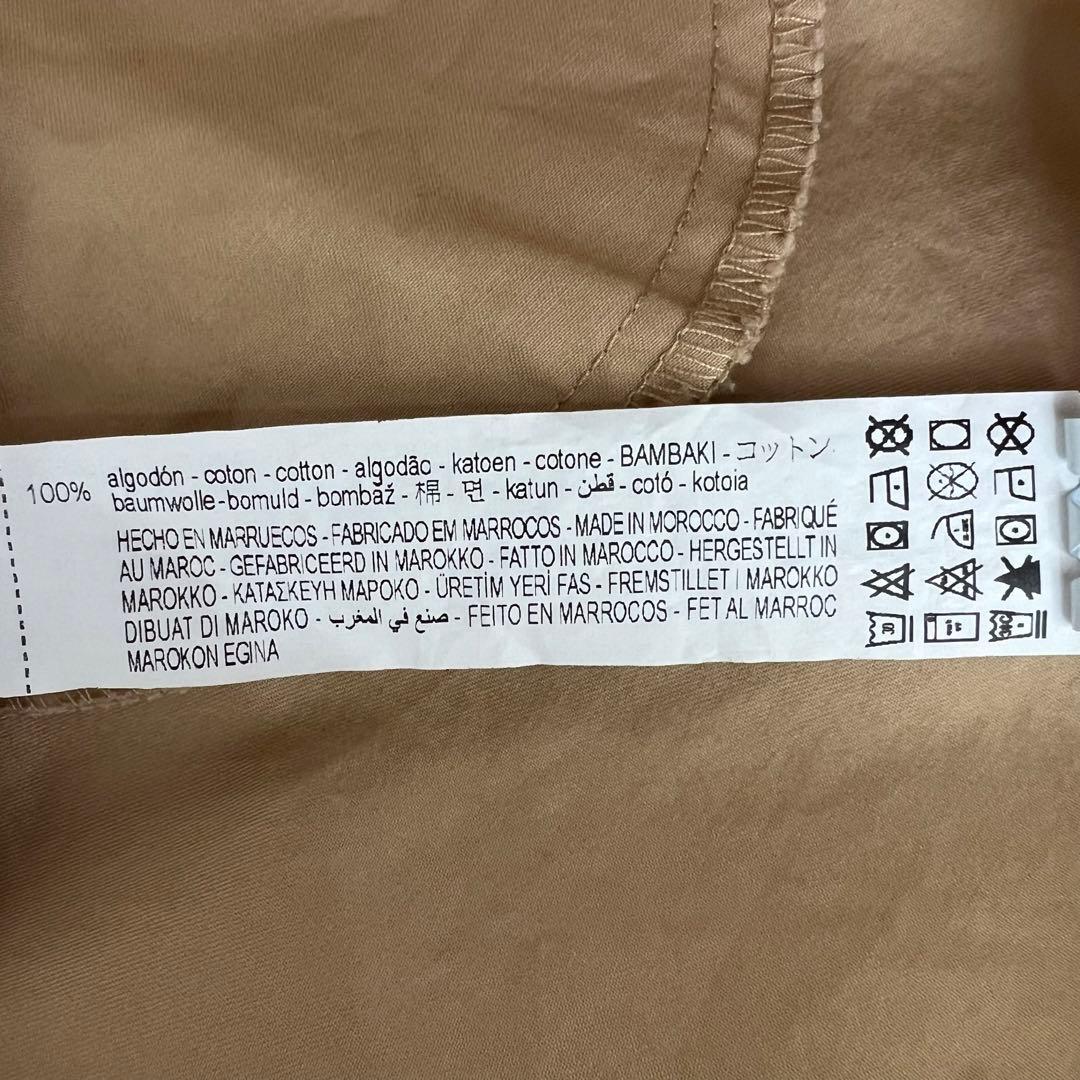 100% algodón - coton - cotton - algodão - katoen - cotone - BAMBAKI - コットン
baumwolle - bomuld - bombaž - 棉 - 면 - katun - قطن - cotó - kotoia
HECHO EN MARRUECOS - FABRICADO EM MARROCOS - MADE IN MOROCCO - FABRIQUÉ
AU MAROC - GEFABRICEERD IN MAROKKO - FATTO IN MAROCCO - HERGESTELLT IN
MAROKKO - ΚΑΤΑΣΚΕΥΗ ΜΑΡΟΚΟ - ÜRETİM YERİ FAS - FREMSTILLET I MAROKKO
DIBUAT DI MAROKO - صنع في المغرب - FEITO EN MARROCOS - FET AL MARROC
MAROKON EGINA